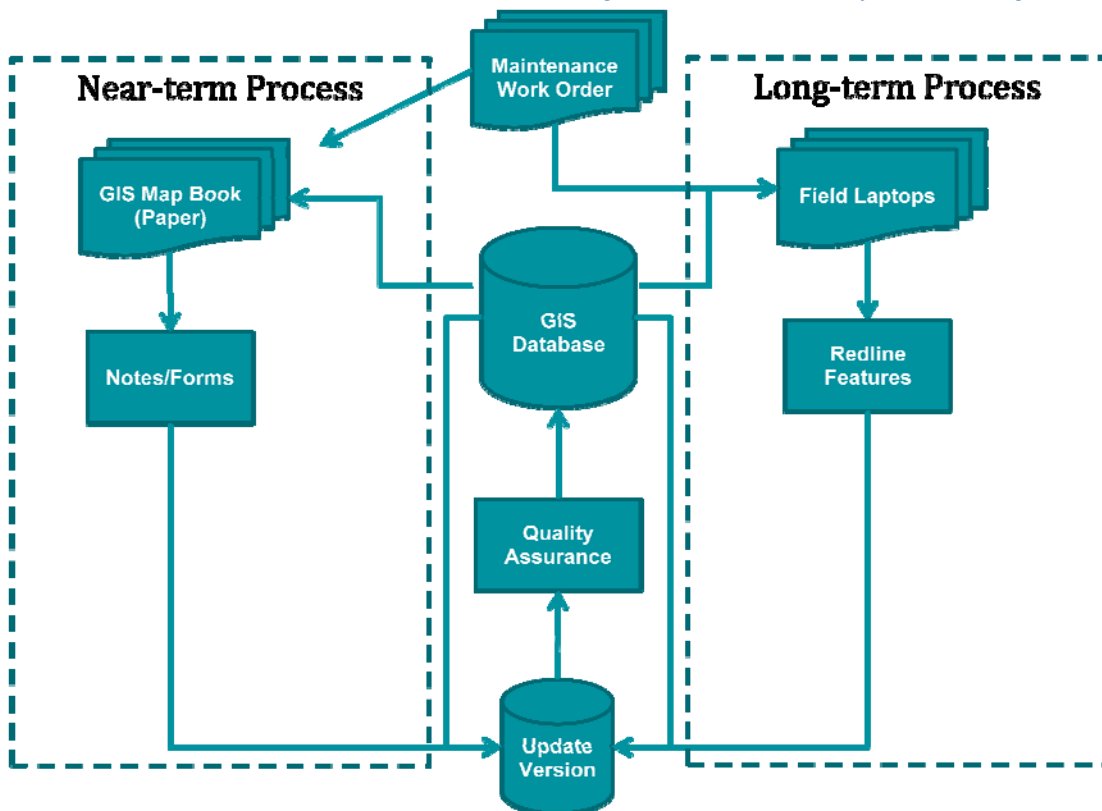 Near-term Process
Maintenance
Work Order
Long-term Process
GIS Map Book
(Paper)
Field Laptops
GIS
Database
Notes/Forms
Redline
Features
Quality
Assurance
Update
Version